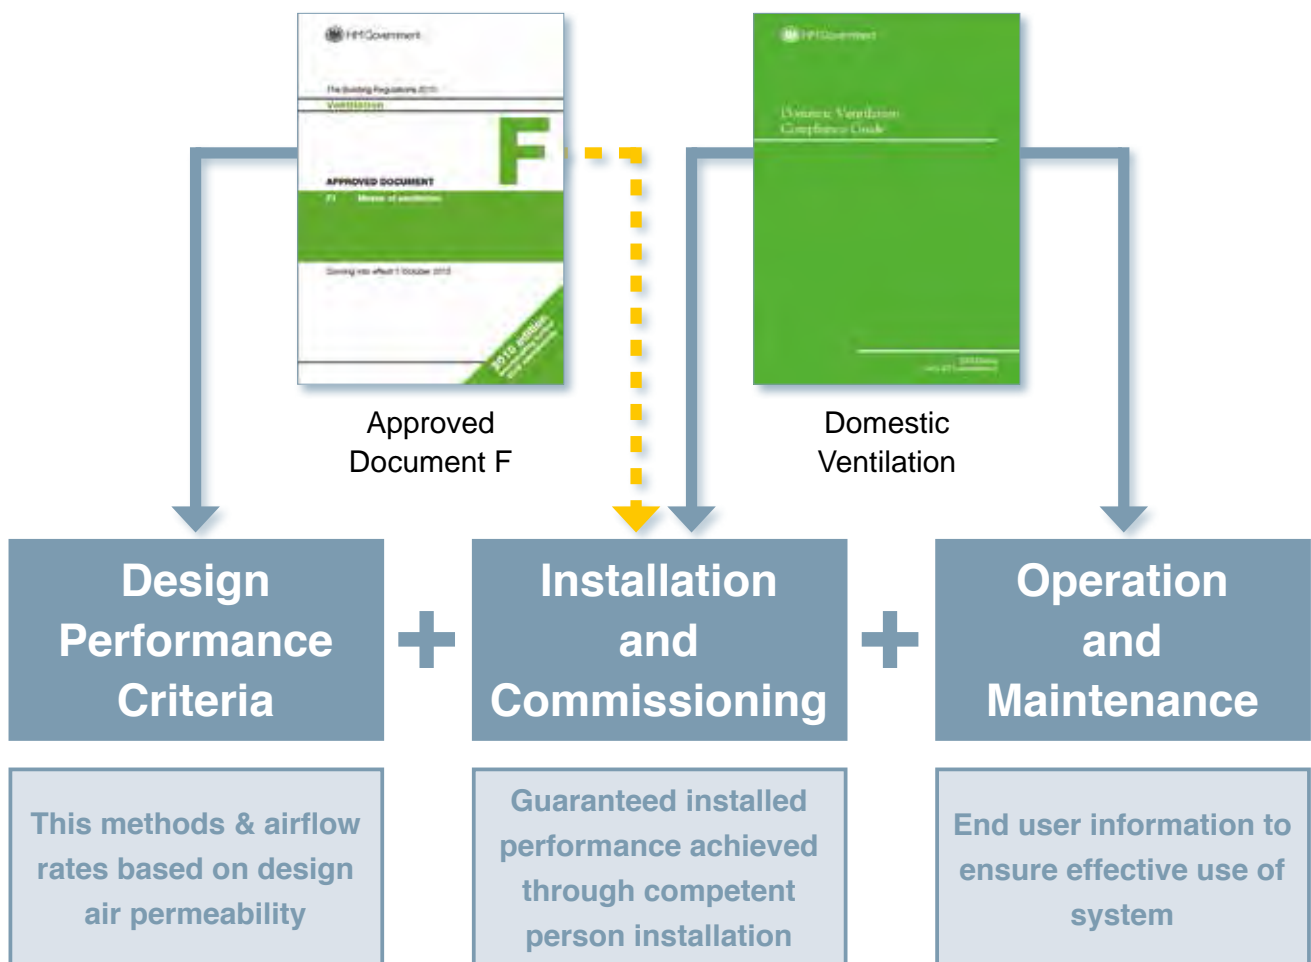 HM Government
The Building Regulations 2010
Ventilation
F
APPROVED DOCUMENT
F1 Means of ventilation
Coming into effect 1 October 2010
2010 edition
HM Government
Domestic Ventilation
Compliance Guide
Approved
Document F
Domestic
Ventilation
Design
Performance
Criteria
+
Installation
and
Commissioning
+
Operation
and
Maintenance
This methods & airflow
rates based on design
air permeability
Guaranteed installed
performance achieved
through competent
person installation
End user information to
ensure effective use of
system